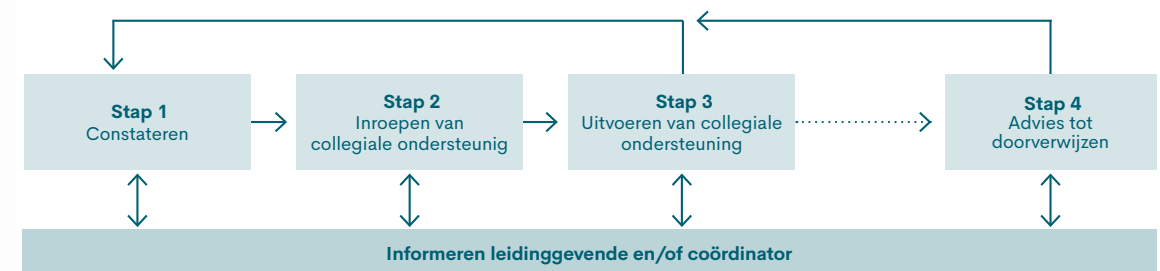 Stap 1
Constateren
Stap 2
Inroepen van
collegiale ondersteunig
Stap 3
Uitvoeren van collegiale
ondersteuning
Stap 4
Advies tot
doorverwijzen
Informeren leidinggevende en/of coördinator